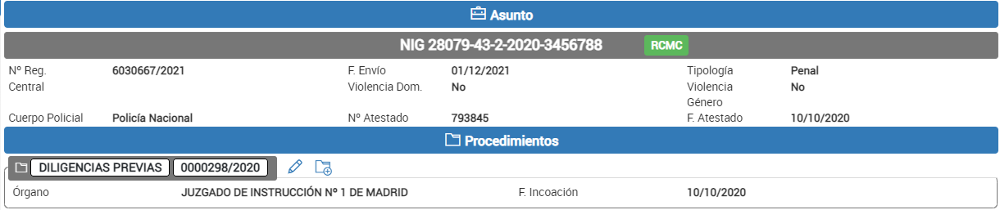 Asunto
NIG 28079-43-2-2020-3456788 RCMC
Nº Reg. 6030667/2021 F. Envío 01/12/2021 Tipología Penal
Central Violencia Dom. No Violencia No
Género
Cuerpo Policial Policía Nacional Nº Atestado 793845 F. Atestado 10/10/2020
Procedimientos
DILIGENCIAS PREVIAS 0000298/2020
Órgano JUZGADO DE INSTRUCCIÓN Nº 1 DE MADRID F. Incoación 10/10/2020